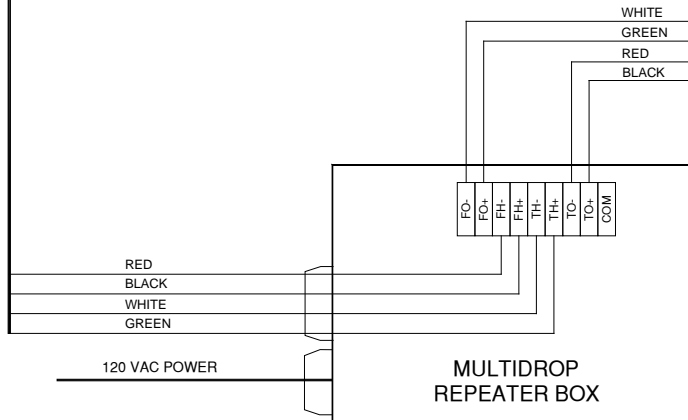 WHITE
GREEN
RED
BLACK
FO-
FO+
FH-
FH+
TH-
TH+
TO-
TO+
COM
RED
BLACK
WHITE
GREEN
120 VAC POWER
MULTIDROP
REPEATER BOX